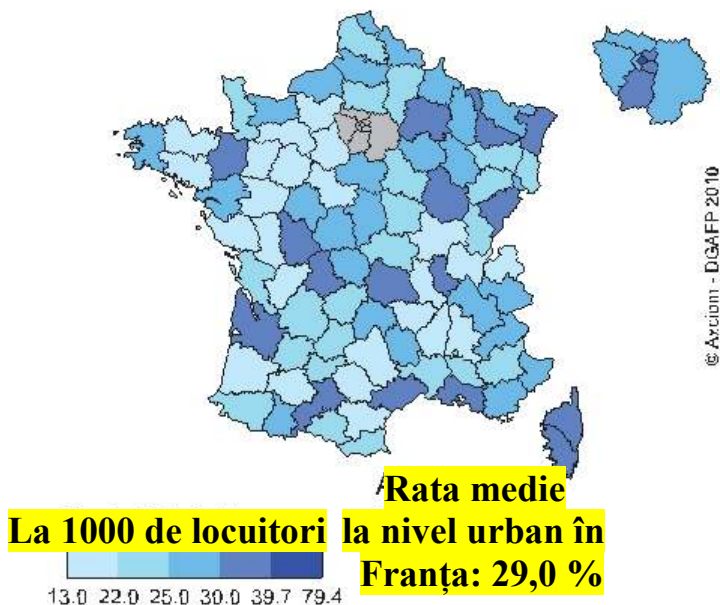 © Axciom - DGAFP 2010
Rata medie
La 1000 de locuitori la nivel urban în
Franța: 29,0 %
13.0 22.0 25.0 30.0 39.7 79.4